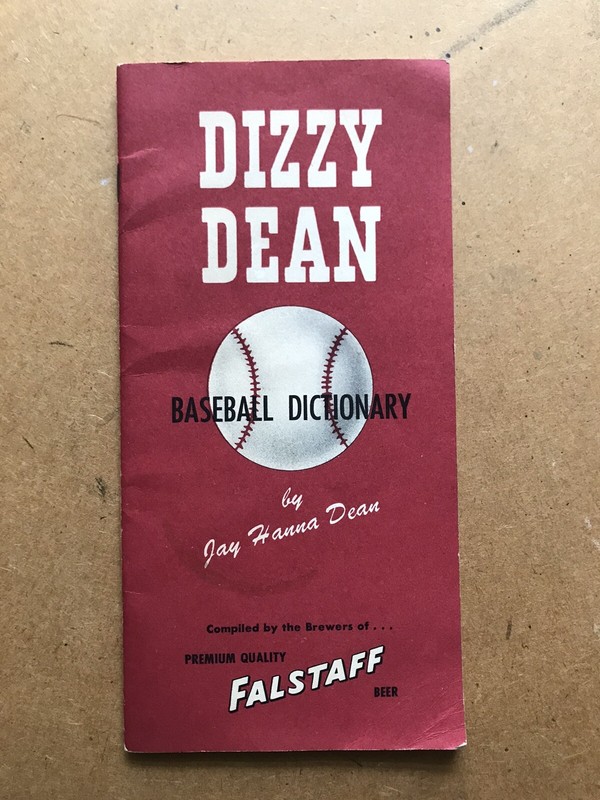 DIZZY
DEAN
BASEBALL DICTIONARY
by
Jay Hanna Dean
Compiled by the Brewers of . . .
PREMIUM QUALITY
FALSTAFF
BEER